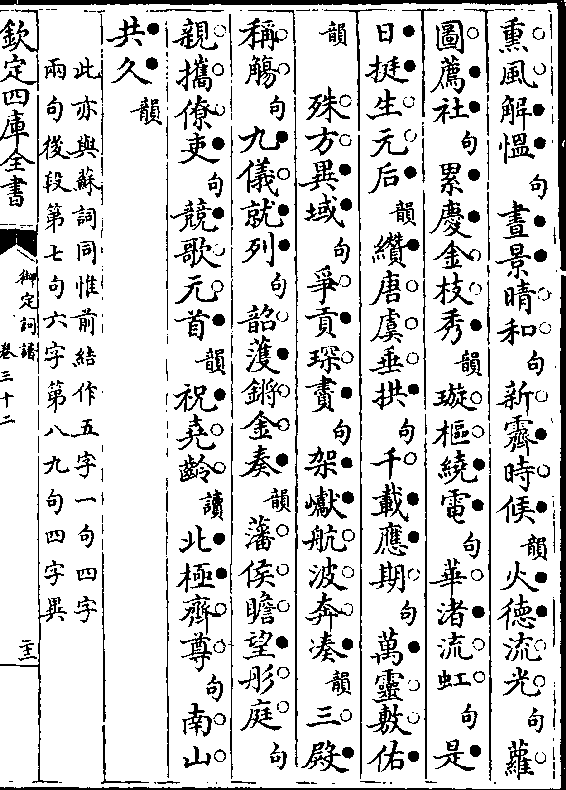 熏風解愠句晝景晴和句新霽時候韻火德流光句蘿
圖薦祉句累慶金枝秀韻璇樞繞電句華渚流虹句是
日挺生元后韻纘唐虞垂拱句千載應期句萬靈敷佑
韻殊方異域句爭貢琛賮句架巘航波奔湊韻三殿
稱觴句九儀就列句韶頀鏘金奏韻藩侯瞻望彤庭句
親攜僚吏句競歌元首韻祝堯齡讀北極齊尊句南山
共久韻
此亦與蘇詞同惟前結作五字一句四字
兩句後段第七句六字第八九句四字異
欽定四庫全書
御定詞譜
卷三十二
二十二